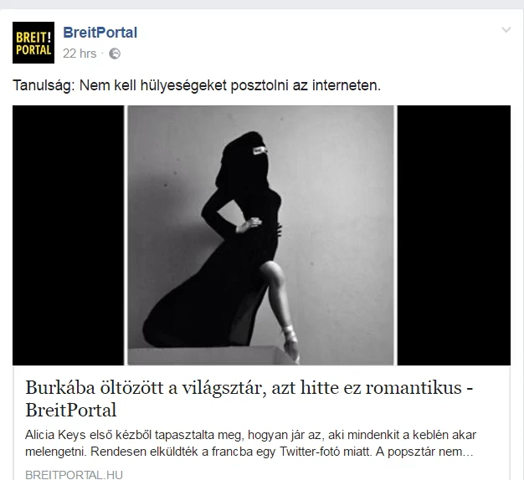 BREIT!
PORTAL
BreitPortal
22 hrs ·
Tanulság: Nem kell hülyeségeket posztolni az interneten.
Burkába öltözött a világsztár, azt hitte ez romantikus -
BreitPortal
Alicia Keys első kézből tapasztalta meg, hogyan jár az, aki mindenkit a keblén akar
melengetni. Rendesen elküldték a francba egy Twitter-fotó miatt. A popsztár nem...
BREITPORTAL.HU